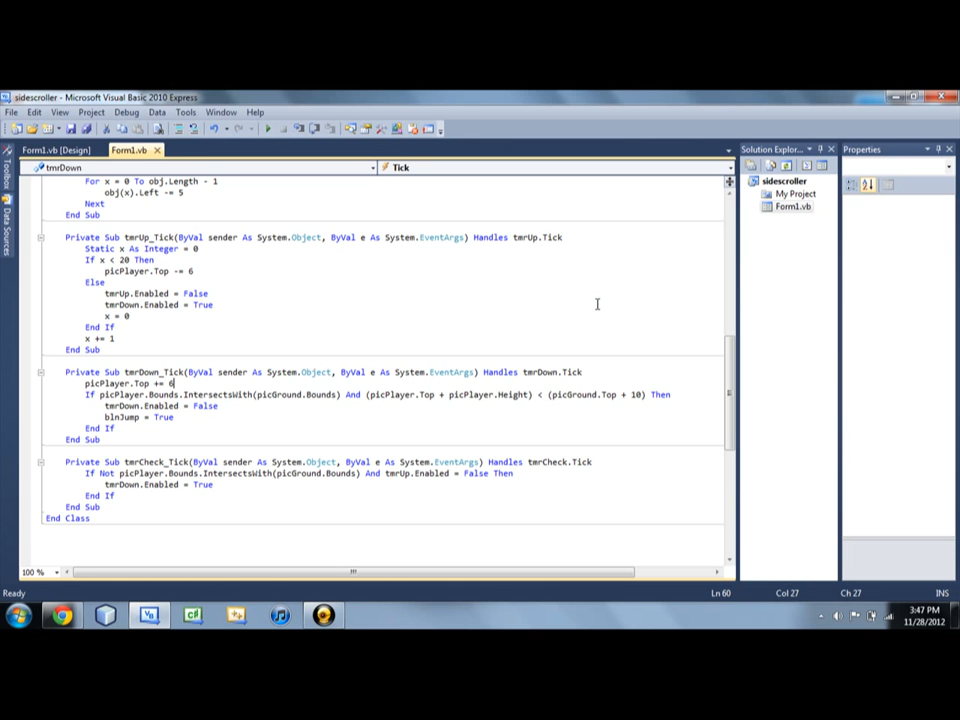 sidescroller - Microsoft Visual Basic 2010 Express
File Edit View Project Debug Data Tools Window Help
Form1.vb [Design] Form1.vb
Solution Explor... Properties
tmrDown Tick
sidescroller
My Project
Form1.vb
Toolbox
Data Sources
For x = 0 To obj.Length - 1
obj(x).Left -= 5
Next
End Sub
Private Sub tmrUp_Tick(ByVal sender As System.Object, ByVal e As System.EventArgs) Handles tmrUp.Tick
Static x As Integer = 0
If x < 20 Then
picPlayer.Top -= 6
Else
tmrUp.Enabled = False
tmrDown.Enabled = True
x = 0
End If
x += 1
End Sub
Private Sub tmrDown_Tick(ByVal sender As System.Object, ByVal e As System.EventArgs) Handles tmrDown.Tick
picPlayer.Top += 6
If picPlayer.Bounds.IntersectsWith(picGround.Bounds) And (picPlayer.Top + picPlayer.Height) < (picGround.Top + 10) Then
tmrDown.Enabled = False
blnJump = True
End If
End Sub
Private Sub tmrCheck_Tick(ByVal sender As System.Object, ByVal e As System.EventArgs) Handles tmrCheck.Tick
If Not picPlayer.Bounds.IntersectsWith(picGround.Bounds) And tmrUp.Enabled = False Then
tmrDown.Enabled = True
End If
End Sub
End Class
100 %
Ready Ln 60 Col 27 Ch 27 INS
3:47 PM
11/28/2012